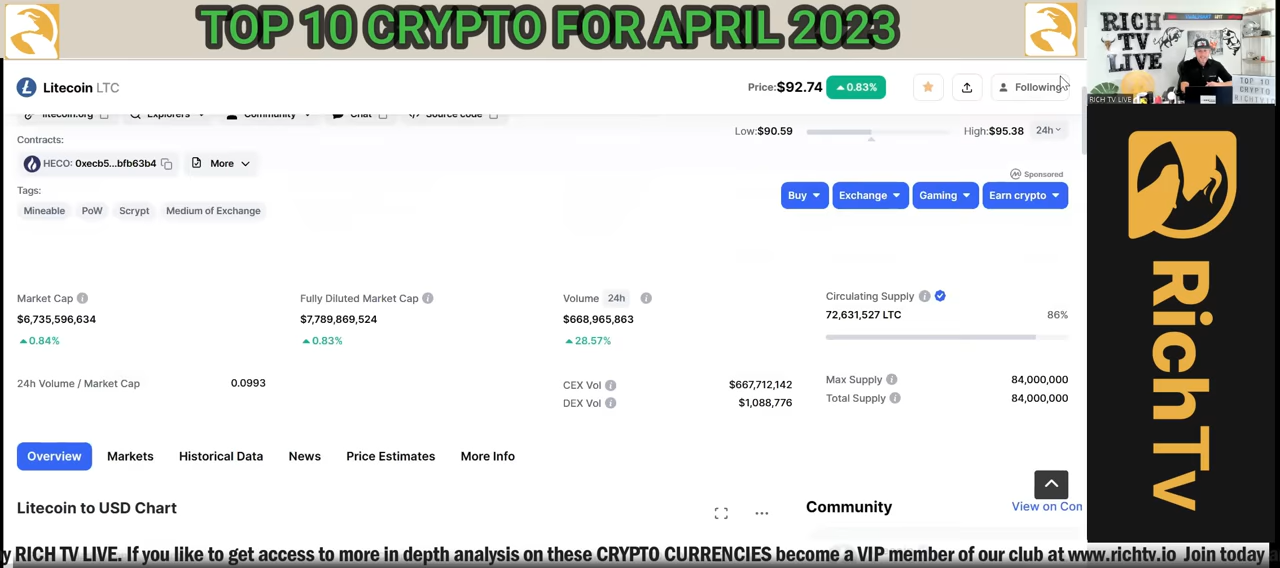 TOP 10 CRYPTO FOR APRIL 2023
RICH
TV
LIVE
TOP 10
CRYPTO
RICH TV LIVE
Litecoin LTC
Price: $92.74 0.83%
Following
litecoin.org Explorers Community Chat Source code
Low: $90.59 High: $95.38 24h
Contracts:
HECO: 0xecb5...bfb63b4 More
Sponsored
Tags:
Buy Exchange Gaming Earn crypto
Mineable PoW Scrypt Medium of Exchange
Market Cap Fully Diluted Market Cap Volume 24h Circulating Supply
$6,735,596,634 $7,789,869,524 $668,965,863 72,631,527 LTC 86%
0.84% 0.83% 28.57%
24h Volume / Market Cap 0.0993 CEX Vol $667,712,142 Max Supply 84,000,000
DEX Vol $1,088,776 Total Supply 84,000,000
Overview Markets Historical Data News Price Estimates More Info
Litecoin to USD Chart Community View on Con
RichTV
y RICH TV LIVE. If you like to get access to more in depth analysis on these CRYPTO CURRENCIES become a VIP member of our club at www.richtv.io Join today